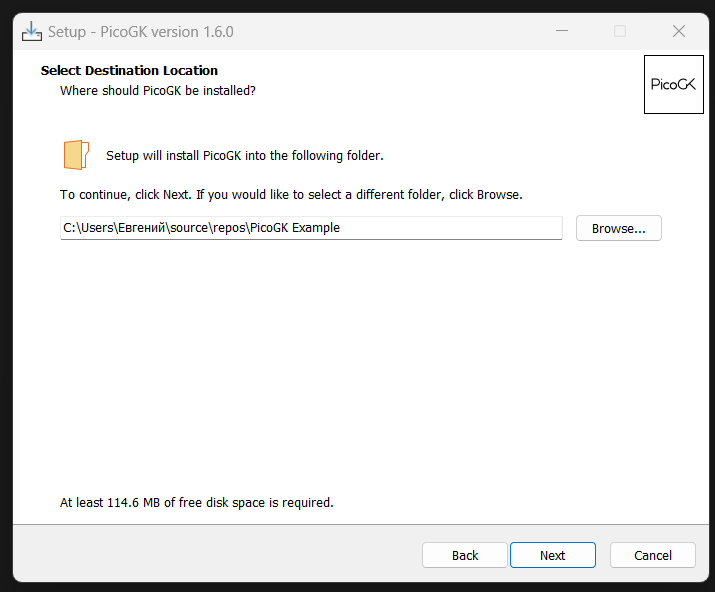 Setup - PicoGK version 1.6.0
Select Destination Location
Where should PicoGK be installed?
PicoGK
Setup will install PicoGK into the following folder.
To continue, click Next. If you would like to select a different folder, click Browse.
C:\Users\Евгений\source\repos\PicoGK Example
Browse...
At least 114.6 MB of free disk space is required.
Back
Next
Cancel